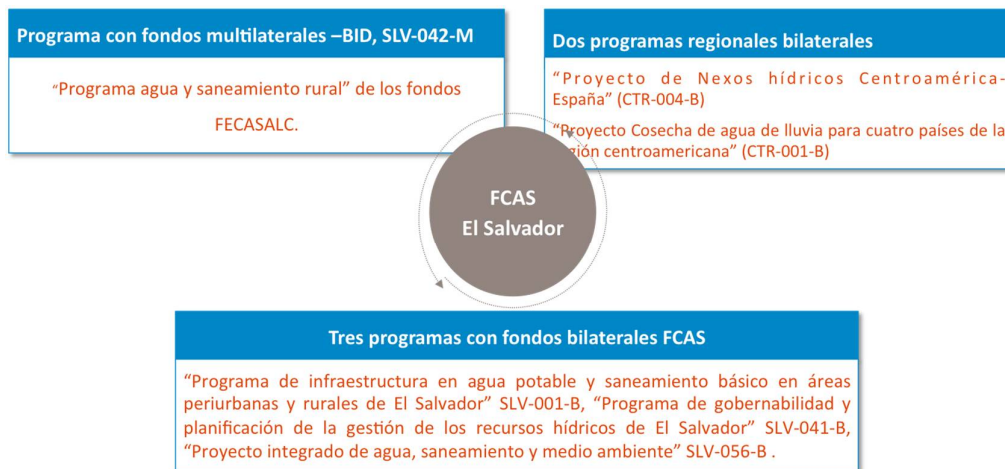 Programa con fondos multilaterales –BID, SLV-042-M
“Programa agua y saneamiento rural” de los fondos
FECASALC.
Dos programas regionales bilaterales
“Proyecto de Nexos hídricos Centroamérica-
España” (CTR-004-B)
“Proyecto Cosecha de agua de lluvia para cuatro países de la
región centroamericana” (CTR-001-B)
FCAS
El Salvador
Tres programas con fondos bilaterales FCAS
“Programa de infraestructura en agua potable y saneamiento básico en áreas
periurbanas y rurales de El Salvador” SLV-001-B, “Programa de gobernabilidad y
planificación de la gestión de los recursos hídricos de El Salvador” SLV-041-B,
“Proyecto integrado de agua, saneamiento y medio ambiente” SLV-056-B .